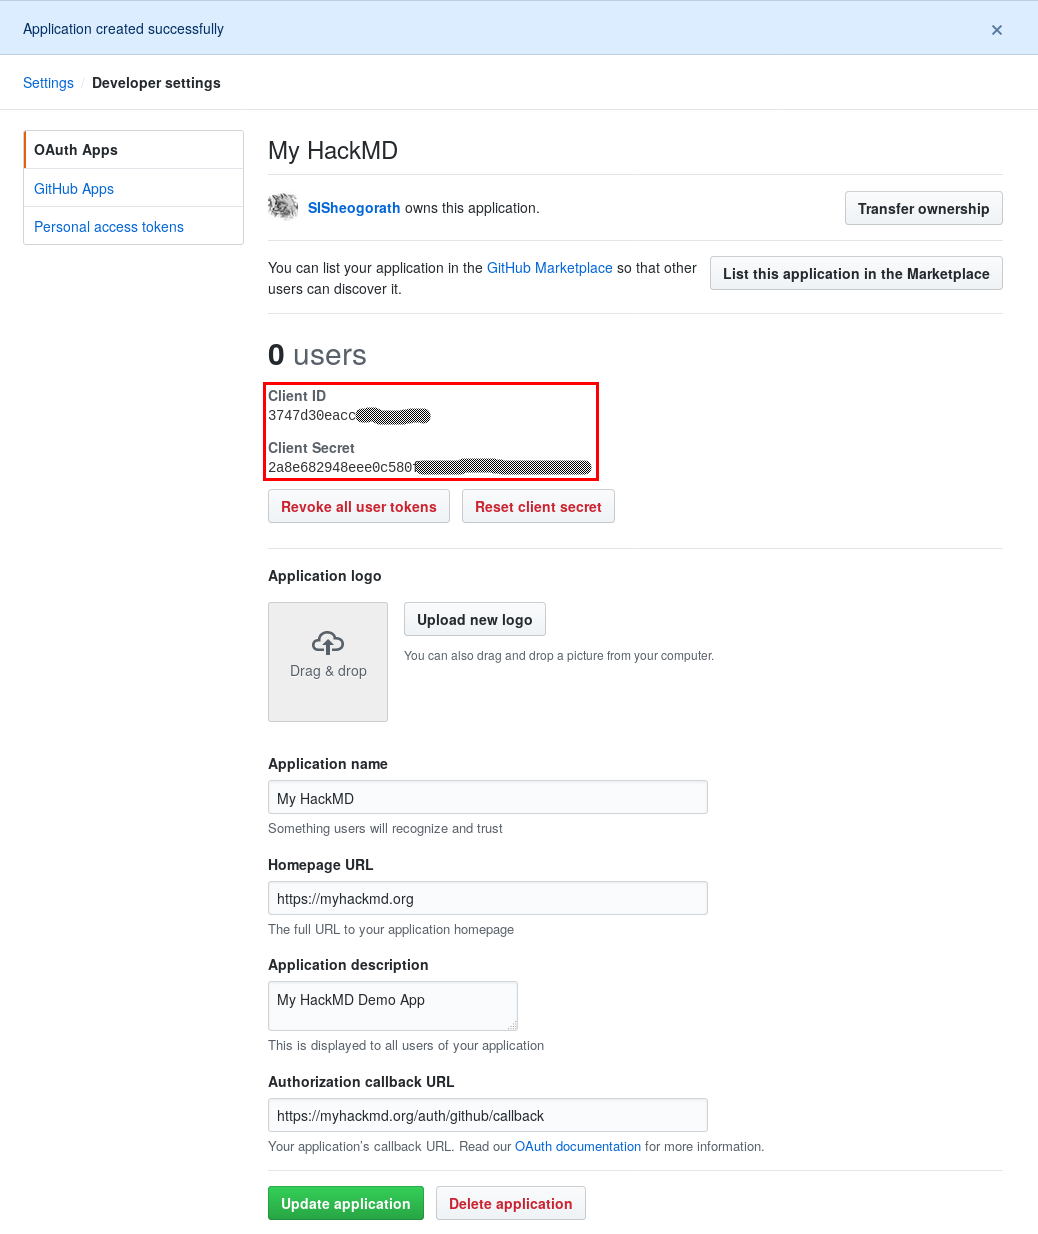 Application created successfully
Settings / Developer settings
OAuth Apps
GitHub Apps
Personal access tokens
My HackMD
SISheogorath owns this application.
Transfer ownership
You can list your application in the GitHub Marketplace so that other
users can discover it.
List this application in the Marketplace
0 users
Client ID
3747d30eacc
Client Secret
2a8e682948eee0c580
Revoke all user tokens
Reset client secret
Application logo
Drag & drop
Upload new logo
You can also drag and drop a picture from your computer.
Application name
My HackMD
Something users will recognize and trust
Homepage URL
https://myhackmd.org
The full URL to your application homepage
Application description
My HackMD Demo App
This is displayed to all users of your application
Authorization callback URL
https://myhackmd.org/auth/github/callback
Your application's callback URL. Read our OAuth documentation for more information.
Update application
Delete application